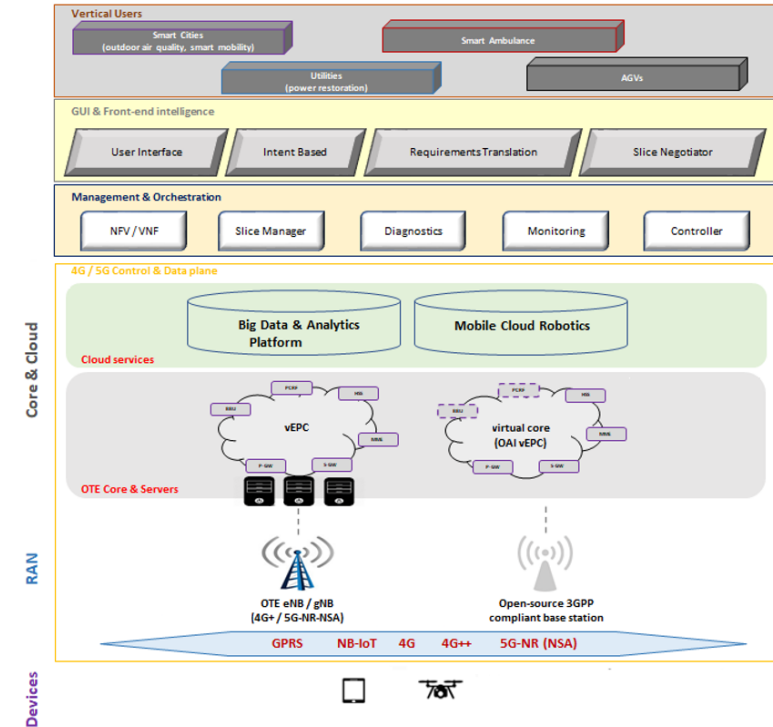 Vertical Users
Smart Cities
(outdoor air quality, smart mobility)
Smart Ambulance
Utilities
(power restoration)
AGVs
GUI & Front-end intelligence
User Interface
Intent Based
Requirements Translation
Slice Negotiator
Management & Orchestration
NFV / VNF
Slice Manager
Diagnostics
Monitoring
Controller
4G / 5G Control & Data plane
Core & Cloud
Big Data & Analytics
Platform
Mobile Cloud Robotics
Cloud services
PCRF
HSS
BBU
vEPC
MME
P-GW
S-GW
PCRF
HSS
BBU
virtual core
(OAI vEPC)
MME
P-GW
S-GW
OTE Core & Servers
RAN
OTE eNB / gNB
(4G+ / 5G-NR-NSA)
Open-source 3GPP
compliant base station
GPRS
NB-IoT
4G
4G++
5G-NR (NSA)
Devices